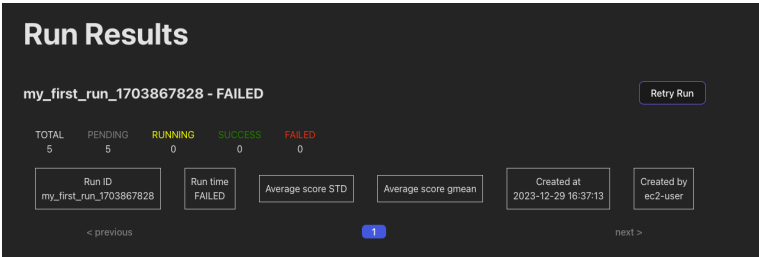 Run Results
my_first_run_1703867828 - FAILED
Retry Run
TOTAL PENDING RUNNING SUCCESS FAILED
5 5 0 0 0
Run ID
my_first_run_1703867828
Run time
FAILED
Average score STD
Average score gmean
Created at
2023-12-29 16:37:13
Created by
ec2-user
< previous 1 next >